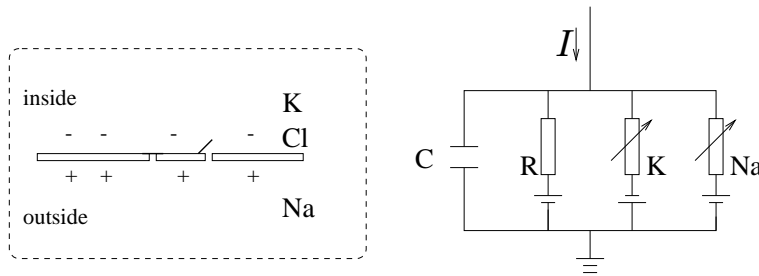 inside
K
- - - -
Cl
+ + + +
Na
outside
I
C
R
K
Na